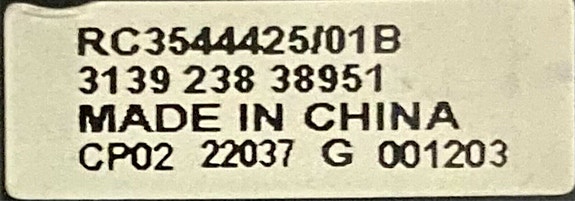 RC3544425/01B
3139 238 38951
MADE IN CHINA
CP02 22037 G 001203